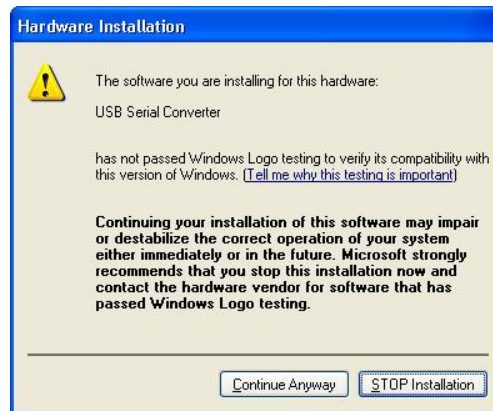 Hardware Installation
The software you are installing for this hardware:
USB Serial Converter
has not passed Windows Logo testing to verify its compatibility with
this version of Windows. (Tell me why this testing is important)
Continuing your installation of this software may impair
or destabilize the correct operation of your system
either immediately or in the future. Microsoft strongly
recommends that you stop this installation now and
contact the hardware vendor for software that has
passed Windows Logo testing.
Continue Anyway
STOP Installation